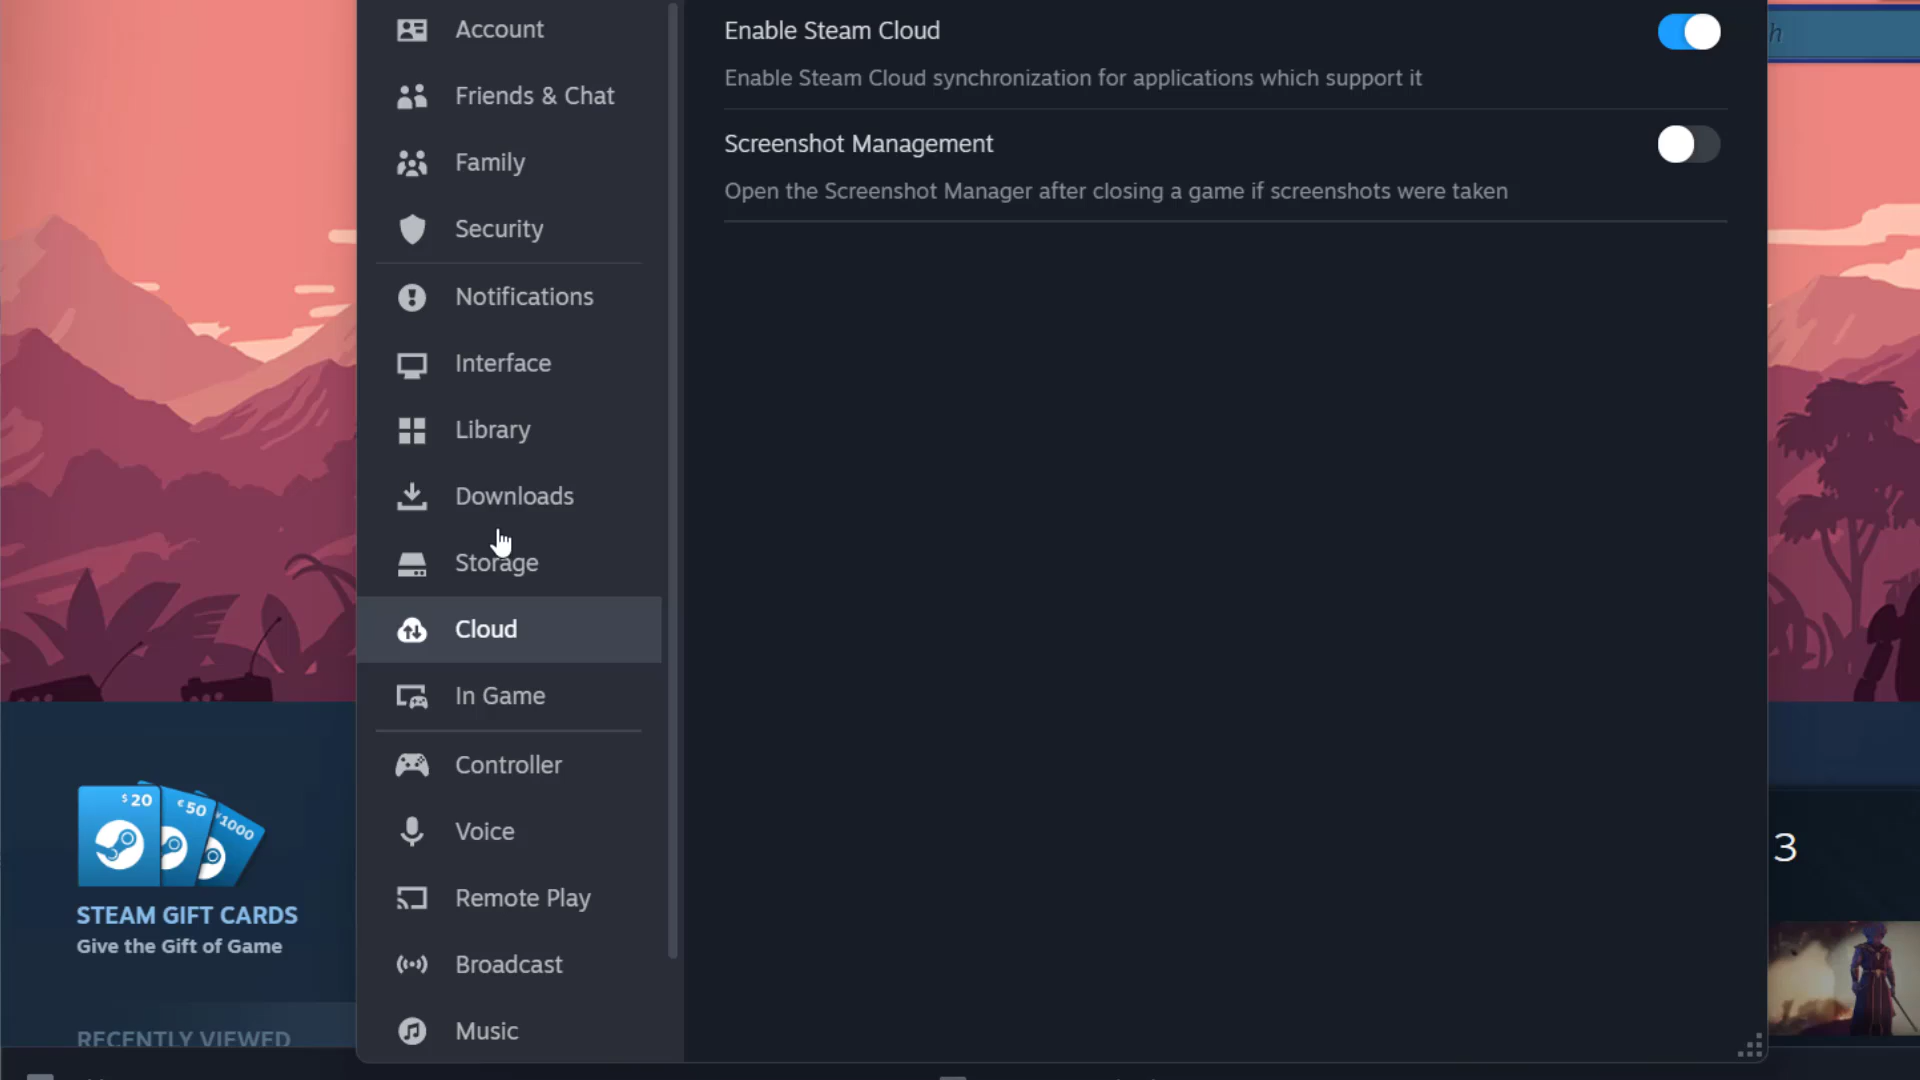 Account
Friends & Chat
Family
Security
Notifications
Interface
Library
Downloads
Storage
Cloud
In Game
Controller
Voice
Remote Play
Broadcast
Music
Enable Steam Cloud
Enable Steam Cloud synchronization for applications which support it
Screenshot Management
Open the Screenshot Manager after closing a game if screenshots were taken
h
$20
€50
¥1000
STEAM GIFT CARDS
Give the Gift of Game
RECENTLY VIEWED
3